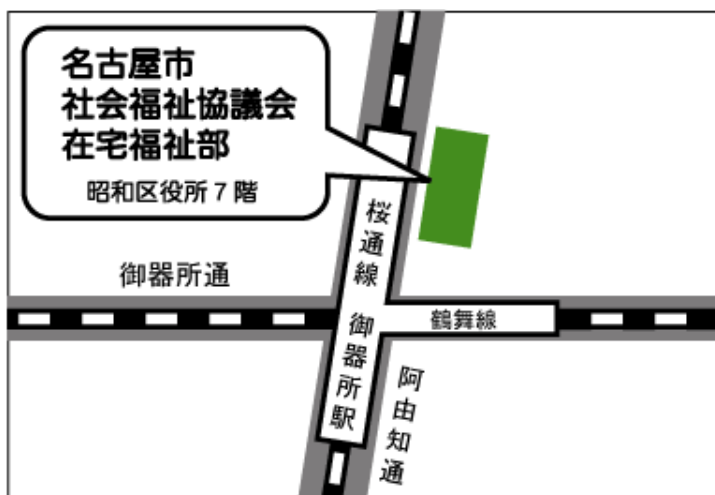 名古屋市
社会福祉協議会
在宅福祉部
昭和区役所7階
御器所通
桜通線
御器所駅
鶴舞線
阿由知通